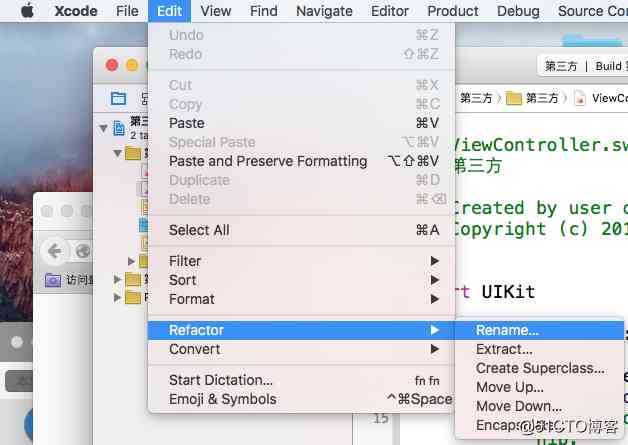 Xcode File Edit View Find Navigate Editor Product Debug Source Con
Undo ⌘Z
Redo ⇧⌘Z
Cut ⌘X
Copy ⌘C
Paste ⌘V
Special Paste ⌥⌘V
Paste and Preserve Formatting ⌥⇧⌘V
Duplicate ⌘D
Delete ⌘⌫
Select All ⌘A
Filter
Sort
Format
Refactor
Convert
Start Dictation... fn fn
Emoji & Symbols ^⌘Space
Rename...
Extract...
Create Superclass...
Move Up...
Move Down...
第三方 | Build
第三方 第三方 ViewCo
第三
2 ta
ViewController.sw
第三方
Created by user
Copyright (c) 201
rt UIKit
15
访问量
@51CTO博客